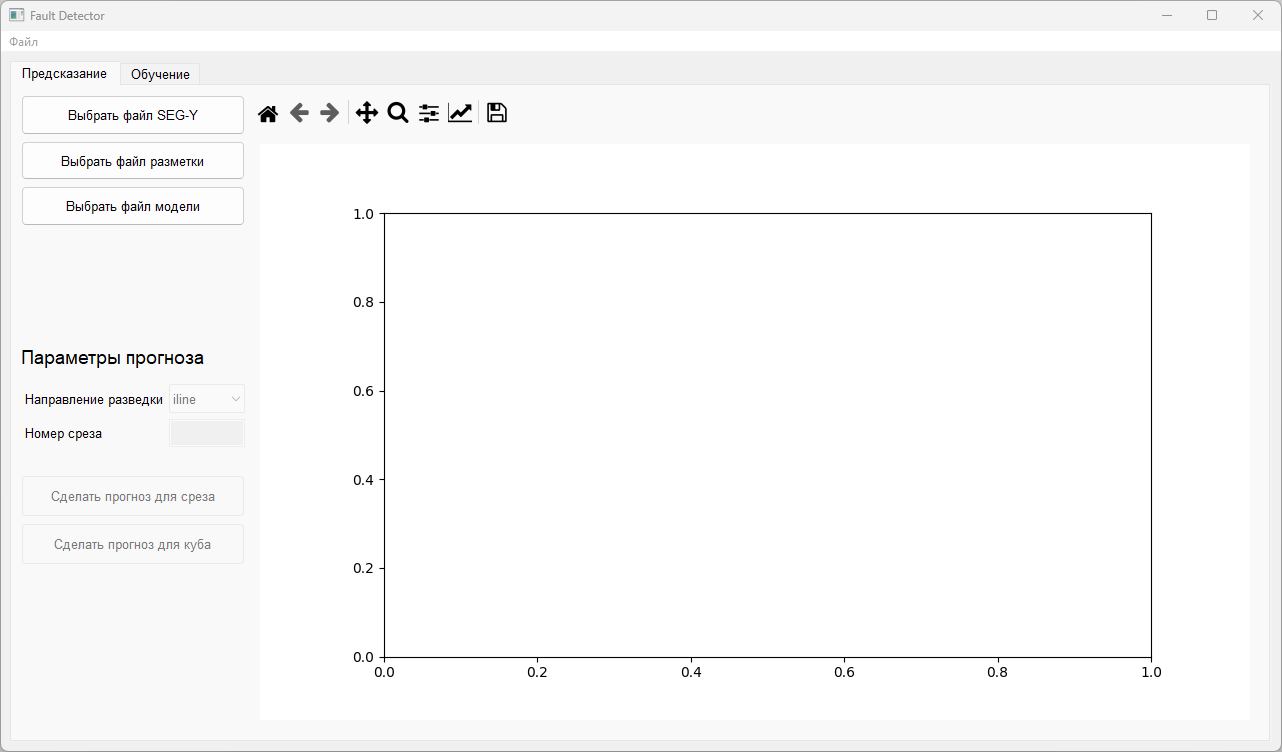 Fault Detector
Файл
Предсказание
Обучение
Выбрать файл SEG-Y
Выбрать файл разметки
Выбрать файл модели
Параметры прогноза
Направление разведки iline
Номер среза
Сделать прогноз для среза
Сделать прогноз для куба
1.0
0.8
0.6
0.4
0.2
0.0
0.0 0.2 0.4 0.6 0.8 1.0